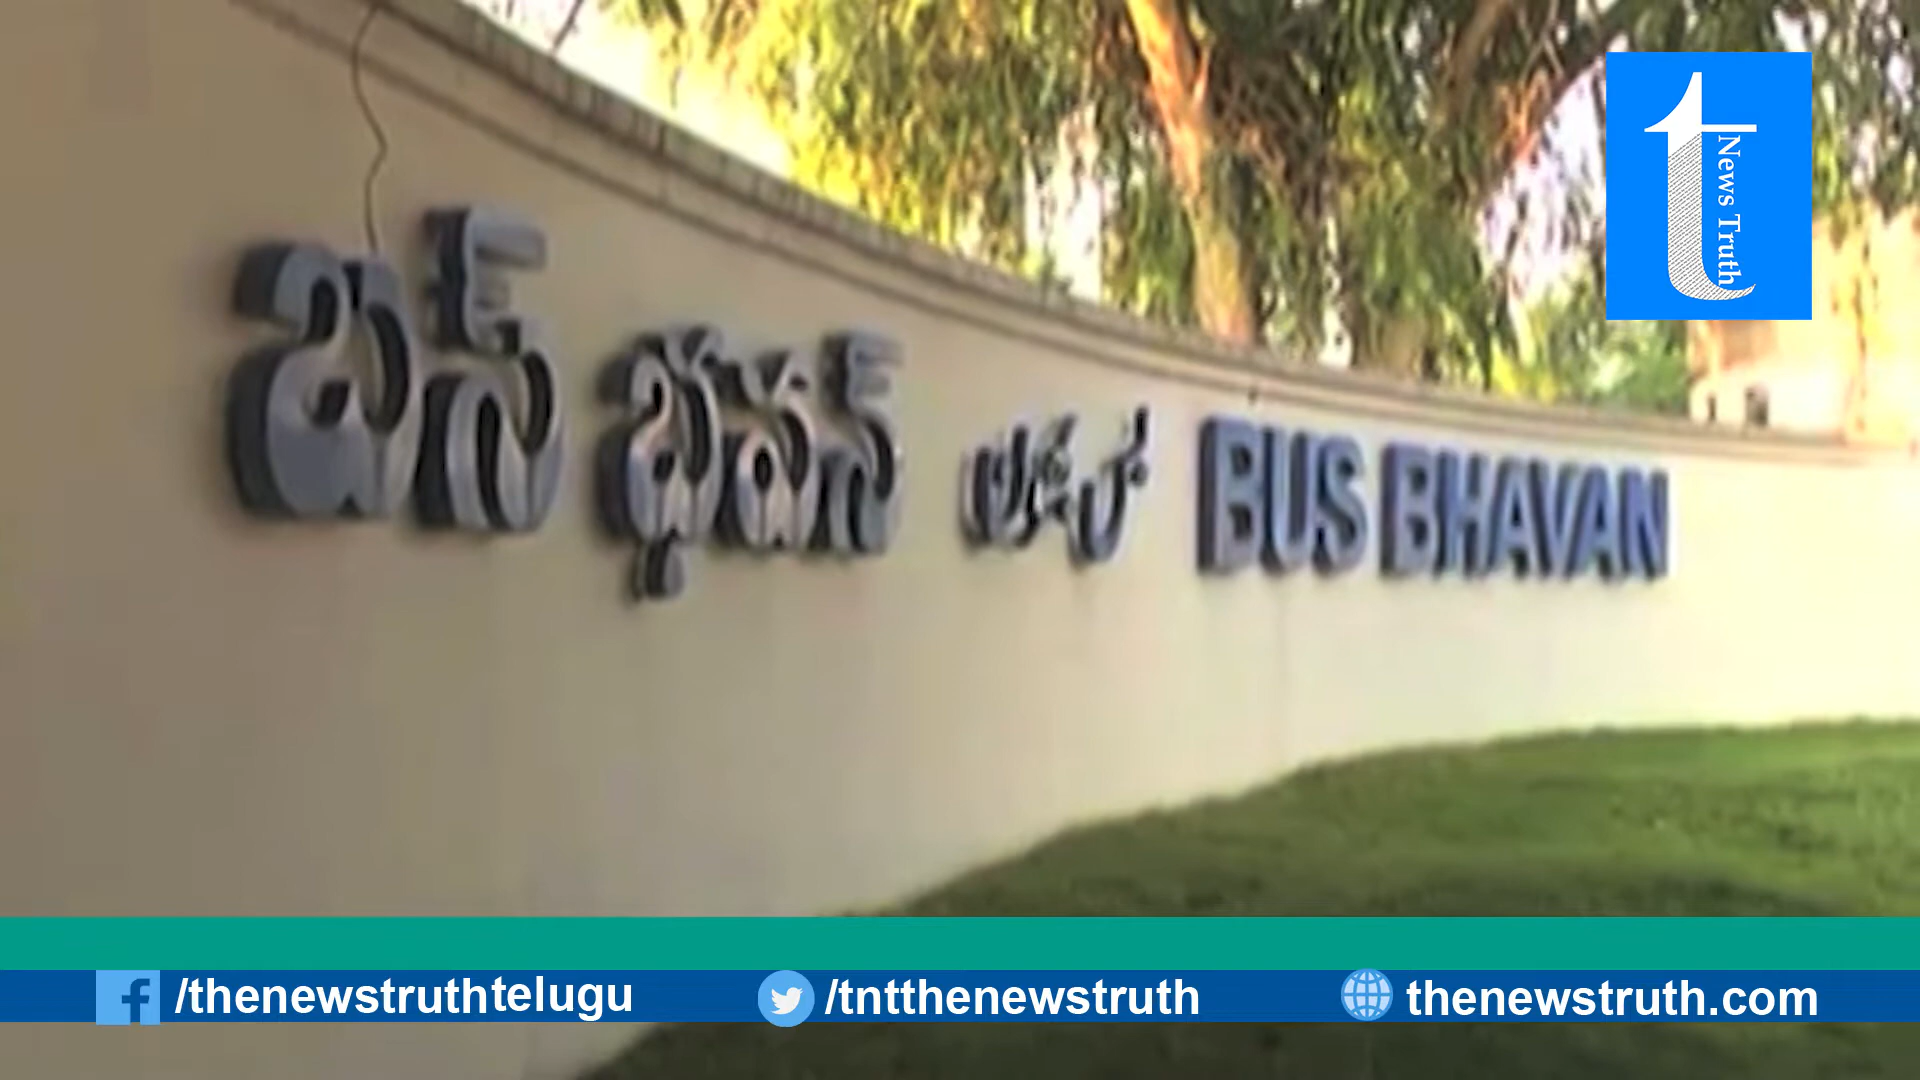 బస్ భవన్ BUS BHAVAN
News Truth
/thenewstruthtelugu /tntthenewstruth thenewstruth.com